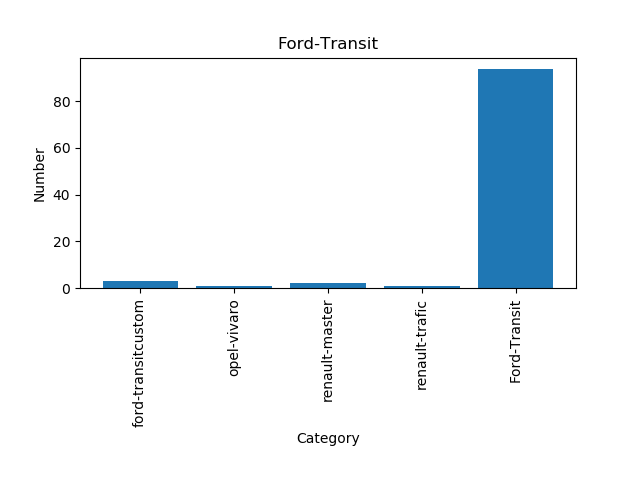 Ford-Transit
Number
80
60
40
20
0
ford-transitcustom
opel-vivaro
renault-master
renault-trafic
Ford-Transit
Category